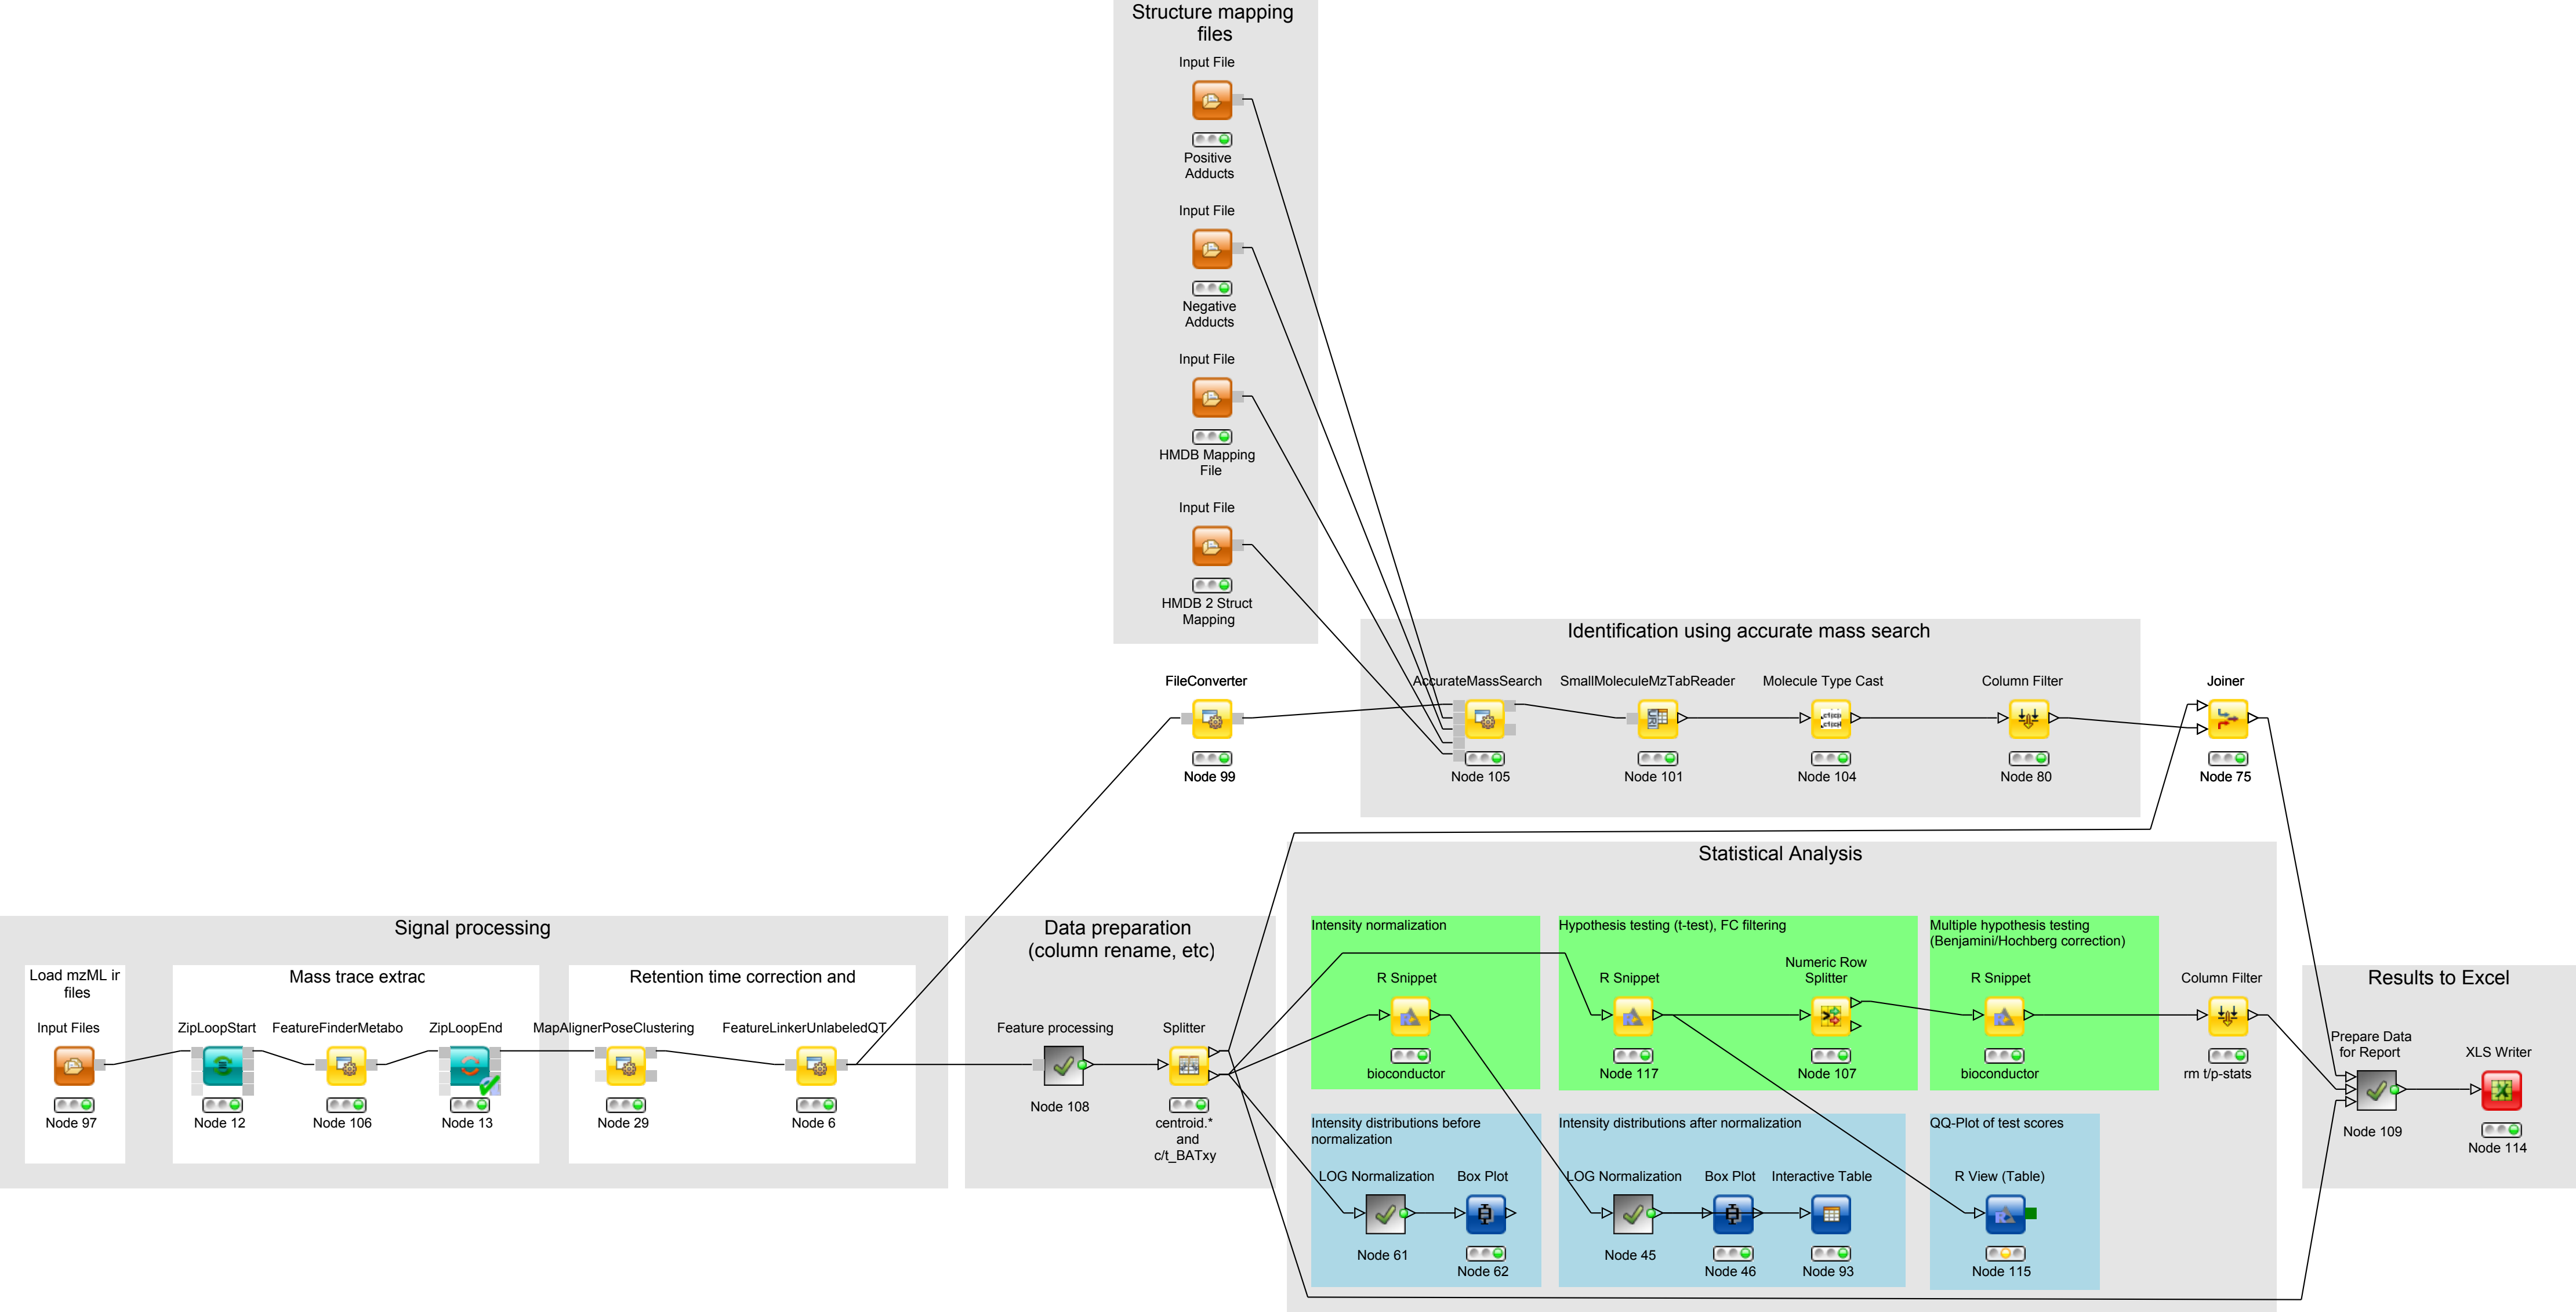 Structure mapping
files
Input File
Positive
Adducts
Input File
Negative
Adducts
Input File
HMDB Mapping
File
Input File
HMDB 2 Struct
Mapping
FileConverter
Node 99
Identification using accurate mass search
AccurateMassSearch
Node 105
SmallMoleculeMzTabReader
Node 101
Molecule Type Cast
Node 104
Column Filter
Node 80
Joiner
Node 75
Signal processing
Load mzML ir
files
Input Files
Node 97
Mass trace extrac
ZipLoopStart
Node 12
FeatureFinderMetabo
Node 106
ZipLoopEnd
Node 13
Retention time correction and
MapAlignerPoseClustering
Node 29
FeatureLinkerUnlabeledQT
Node 6
Data preparation
(column rename, etc)
Feature processing
Node 108
Splitter
centroid.*
and
c/t_BATxy
Statistical Analysis
Intensity normalization
R Snippet
bioconductor
Hypothesis testing (t-test), FC filtering
R Snippet
Node 117
Numeric Row
Splitter
Node 107
Multiple hypothesis testing
(Benjamini/Hochberg correction)
R Snippet
bioconductor
Column Filter
rm t/p-stats
Intensity distributions before
normalization
LOG Normalization
Node 61
Box Plot
Node 62
Intensity distributions after normalization
LOG Normalization
Node 45
Box Plot
Node 46
Interactive Table
Node 93
QQ-Plot of test scores
R View (Table)
Node 115
Results to Excel
Prepare Data
for Report
Node 109
XLS Writer
Node 114